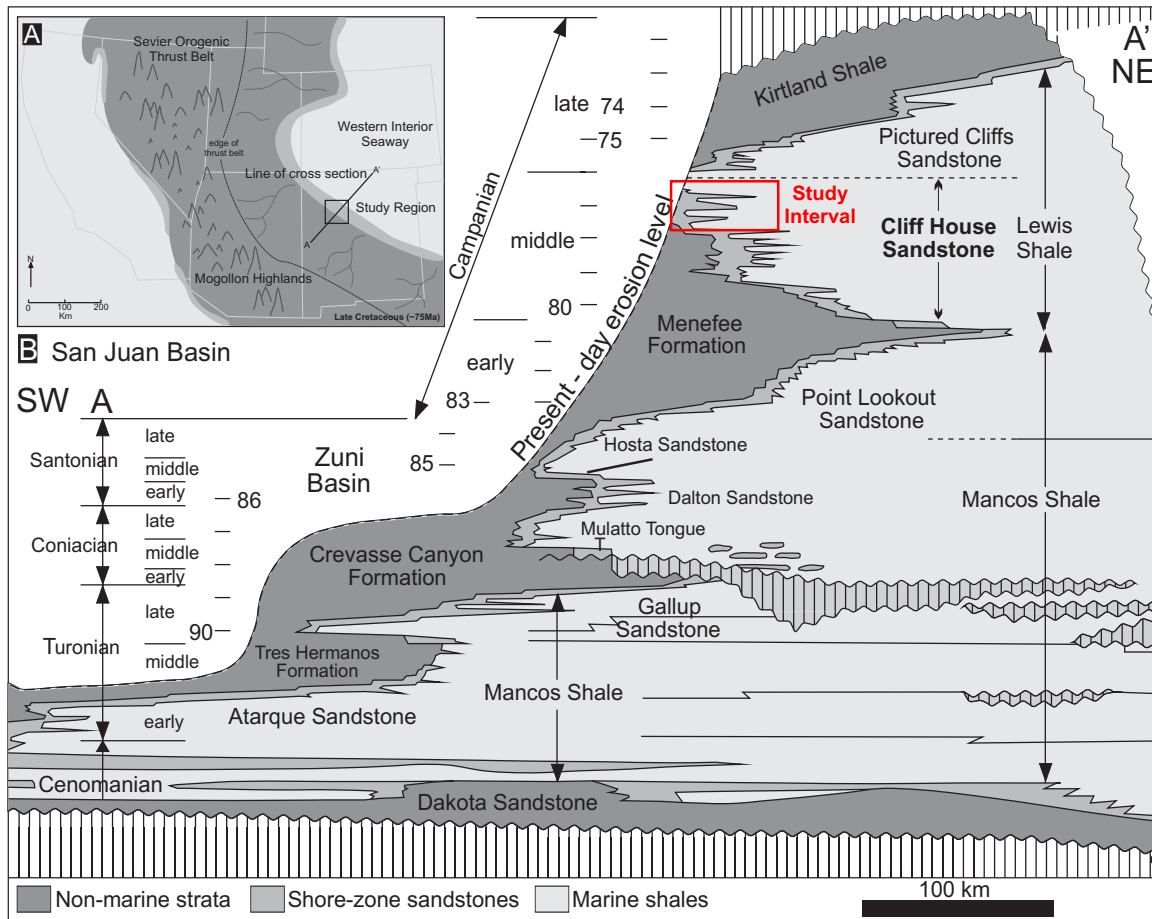 A
Sevier Orogenic
Thrust Belt
edge of
thrust belt
Western Interior
Seaway
Line of cross section
A'
Study Region
A
Mogollon Highlands
N
0 100 200
Km
Late Cretaceous (~75Ma)
B San Juan Basin
SW A
A'
NE
Campanian
late
middle
early
74
75
80
83
85
86
90
Santonian
late
middle
early
Coniacian
late
middle
early
Turonian
late
middle
early
Cenomanian
Zuni
Basin
Present - day erosion level
Kirtland Shale
Pictured Cliffs
Sandstone
Study
Interval
Cliff House
Sandstone
Lewis
Shale
Menefee
Formation
Point Lookout
Sandstone
Hosta Sandstone
Dalton Sandstone
Mulatto Tongue
Mancos Shale
Crevasse Canyon
Formation
Gallup
Sandstone
Tres Hermanos
Formation
Mancos Shale
Atarque Sandstone
Dakota Sandstone
Non-marine strata
Shore-zone sandstones
Marine shales
100 km